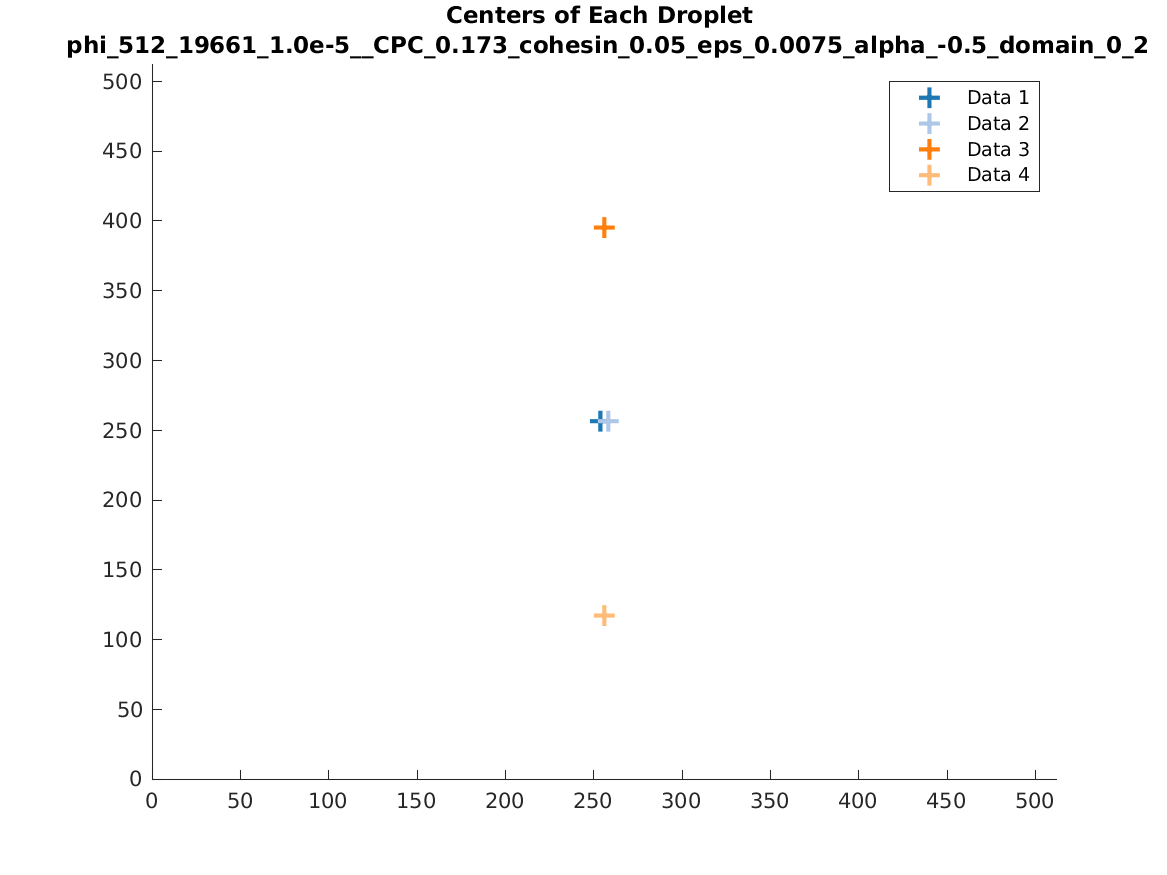 Centers of Each Droplet
phi_512_19661_1.0e-5__CPC_0.173_cohesin_0.05_eps_0.0075_alpha_-0.5_domain_0_2
Data 1
Data 2
Data 3
Data 4
500
450
400
350
300
250
200
150
100
50
0
0 50 100 150 200 250 300 350 400 450 500